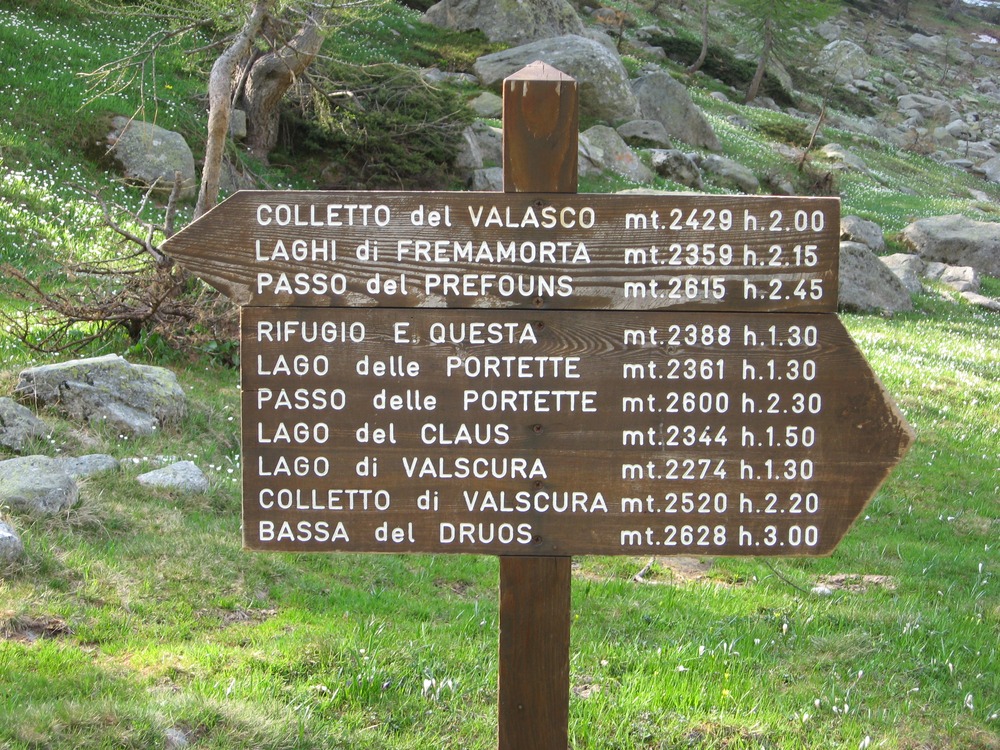 COLLETTO del VALASCO mt.2429 h.2.00
LAGHI di FREMAMORTA mt.2359 h.2.15
PASSO del PREFOUNS mt.2615 h.2.45
RIFUGIO E. QUESTA mt.2388 h.1.30
LAGO delle PORTETTE mt.2361 h.1.30
PASSO delle PORTETTE mt.2600 h.2.30
LAGO del CLAUS mt.2344 h.1.50
LAGO di VALSCURA mt.2274 h.1.30
COLLETTO di VALSCURA mt.2520 h.2.20
BASSA del DRUOS mt.2628 h.3.00